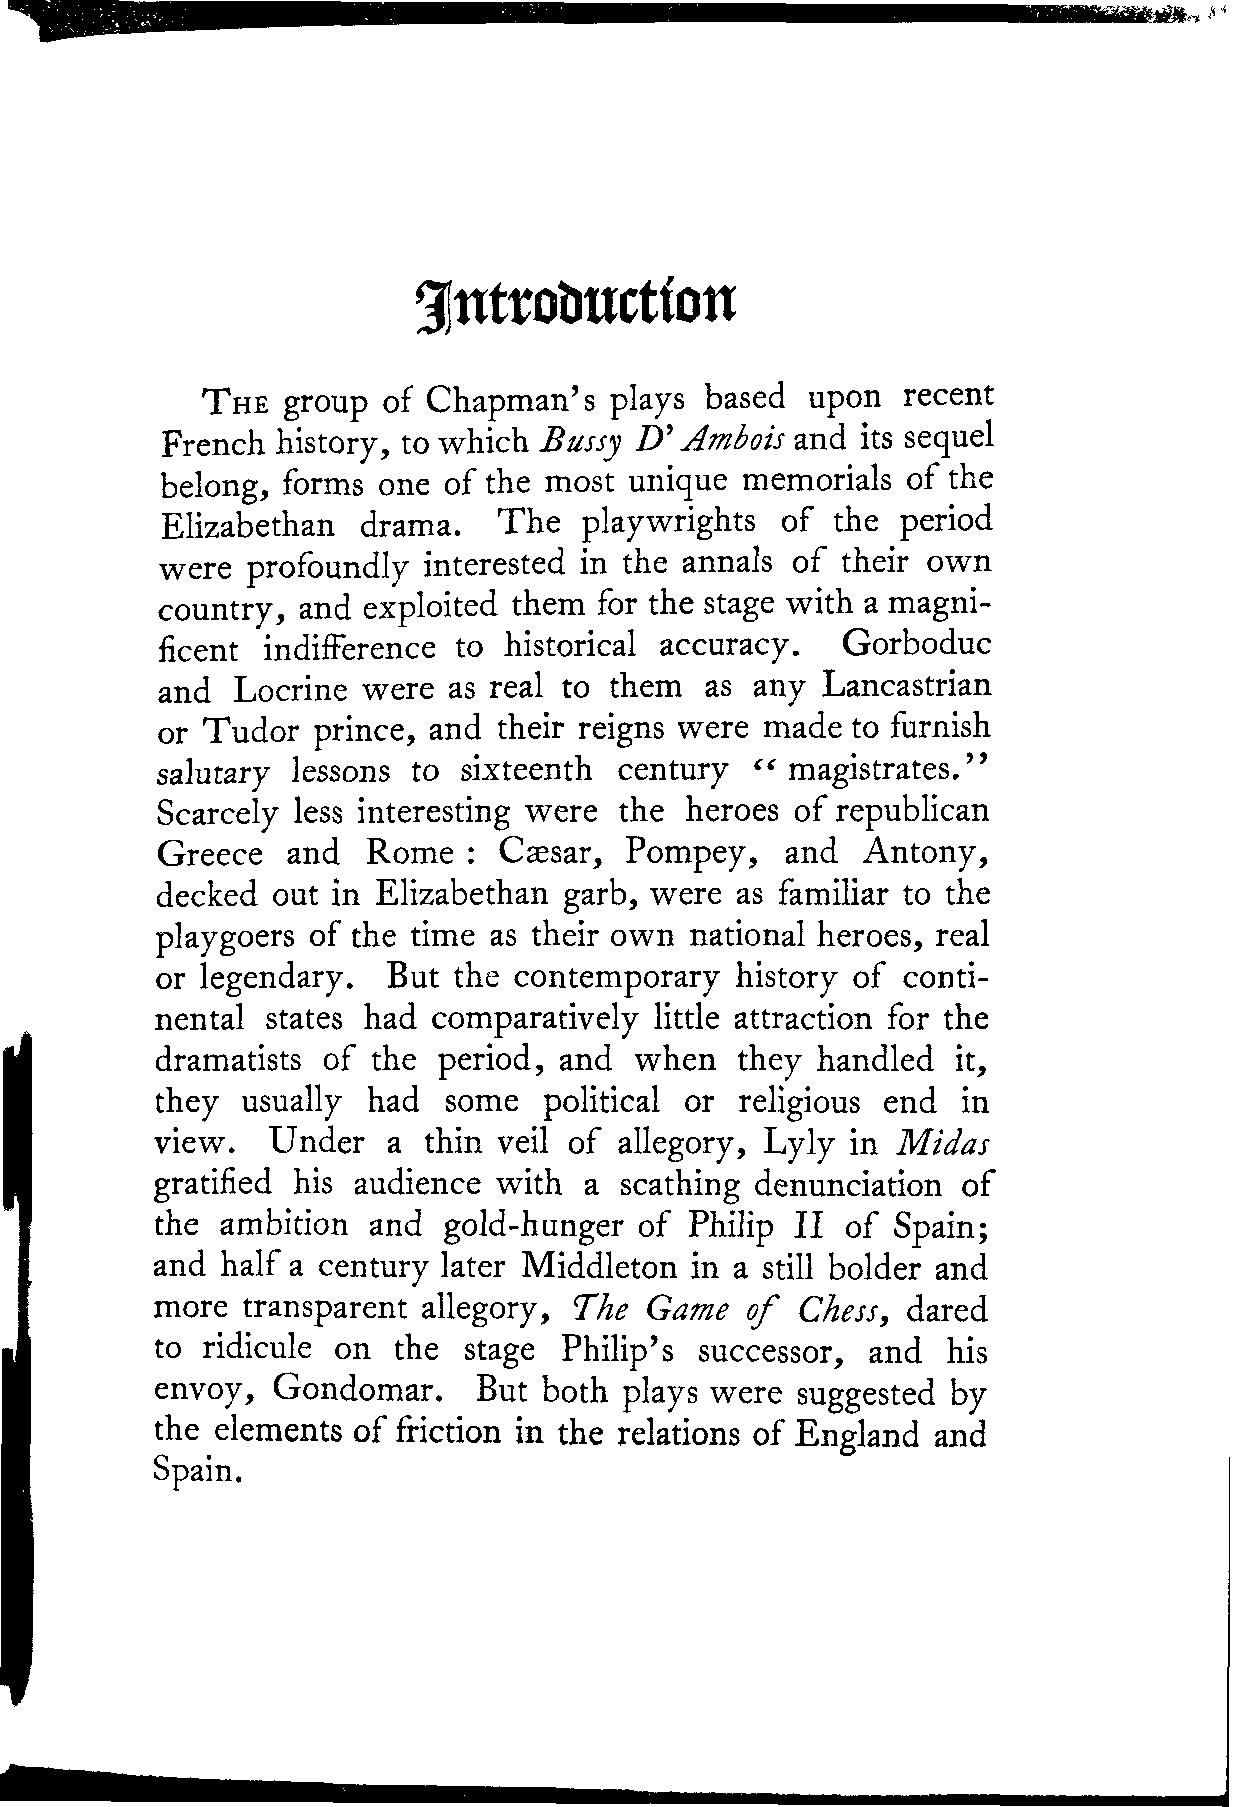 Introduction
THE group of Chapman's plays based upon recent
French history, to which Bussy D'Ambois and its sequel
belong, forms one of the most unique memorials of the
Elizabethan drama. The playwrights of the period
were profoundly interested in the annals of their own
country, and exploited them for the stage with a magni-
ficent indifference to historical accuracy. Gorboduc
and Locrine were as real to them as any Lancastrian
or Tudor prince, and their reigns were made to furnish
salutary lessons to sixteenth century “ magistrates.”
Scarcely less interesting were the heroes of republican
Greece and Rome : Cæsar, Pompey, and Antony,
decked out in Elizabethan garb, were as familiar to the
playgoers of the time as their own national heroes, real
or legendary. But the contemporary history of conti-
nental states had comparatively little attraction for the
dramatists of the period, and when they handled it,
they usually had some political or religious end in
view. Under a thin veil of allegory, Lyly in Midas
gratified his audience with a scathing denunciation of
the ambition and gold-hunger of Philip II of Spain;
and half a century later Middleton in a still bolder and
more transparent allegory, The Game of Chess, dared
to ridicule on the stage Philip's successor, and his
envoy, Gondomar. But both plays were suggested by
the elements of friction in the relations of England and
Spain.